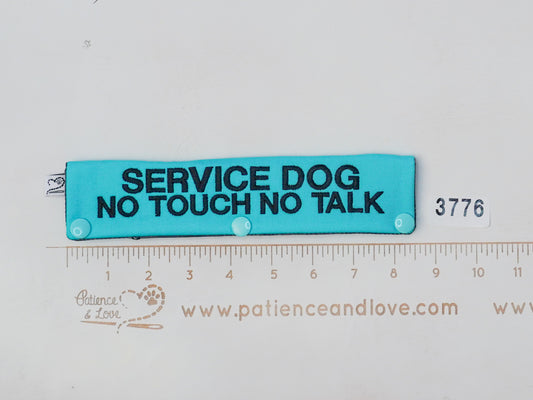 SERVICE DOG
NO TOUCH NO TALK
3776
1 2 3 4 5 6 7 8 9 10 11
Patience
& Love
www.patienceandlove.com
www